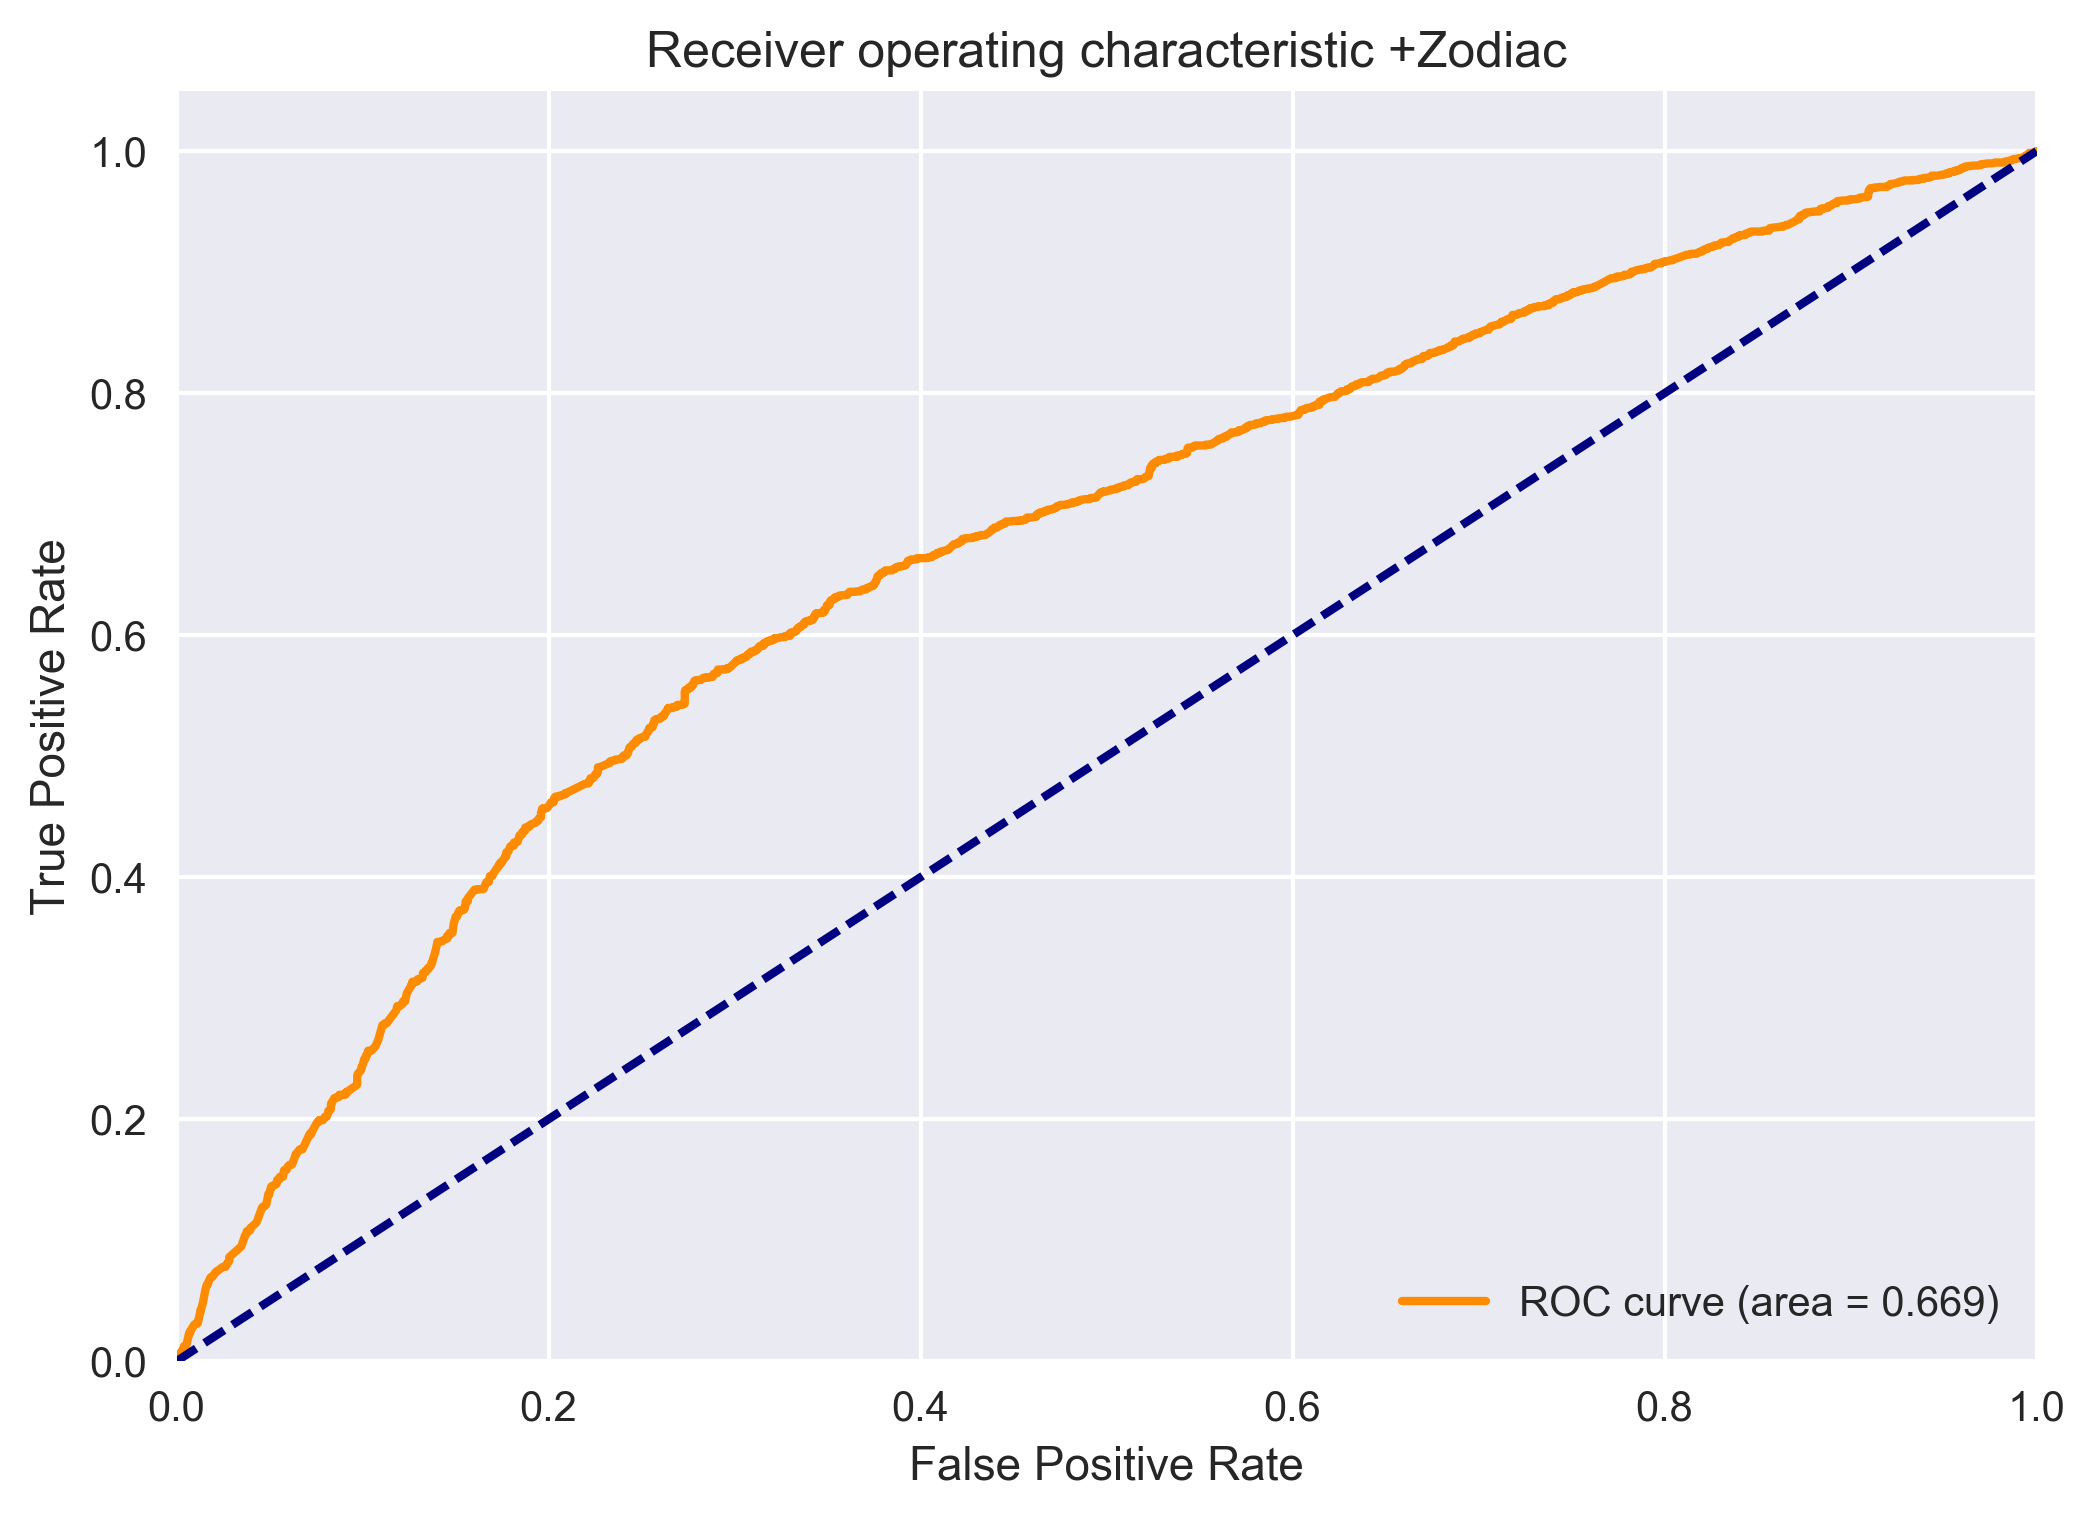 Receiver operating characteristic +Zodiac
1.0
0.8
0.6
0.4
0.2
0.0
True Positive Rate
ROC curve (area = 0.669)
0.0 0.2 0.4 0.6 0.8 1.0
False Positive Rate